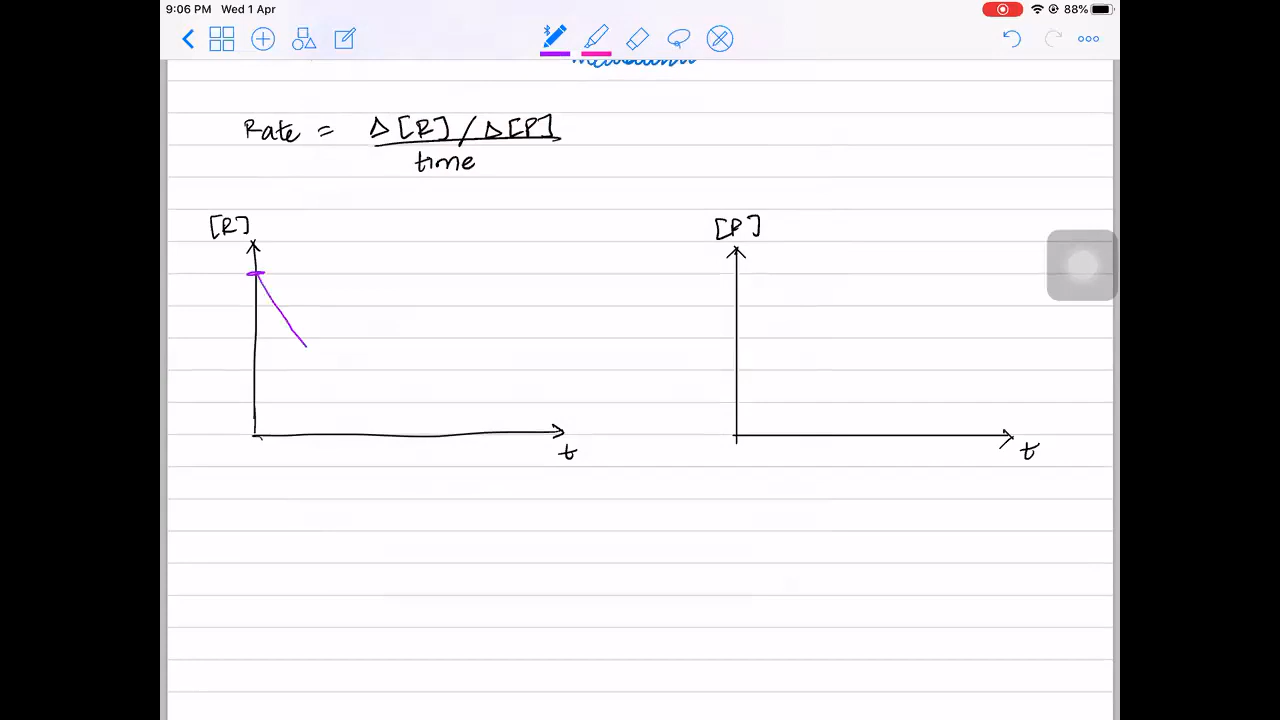 9:06 PM Wed 1 Apr 88%
Rate = Δ[R] / Δ[P]
time
[R] [P]
t t